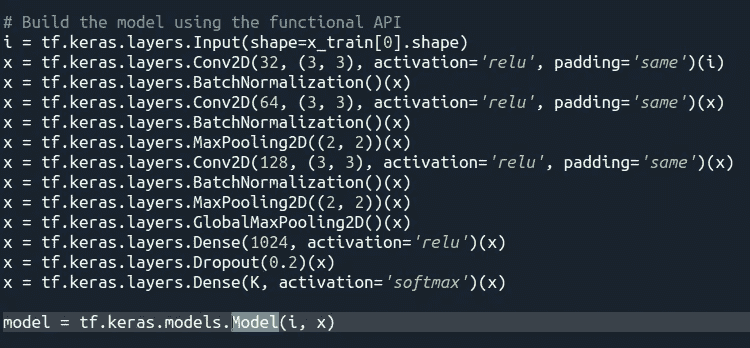 # Build the model using the functional API
i = tf.keras.layers.Input(shape=x_train[0].shape)
x = tf.keras.layers.Conv2D(32, (3, 3), activation='relu', padding='same')(i)
x = tf.keras.layers.BatchNormalization()(x)
x = tf.keras.layers.Conv2D(64, (3, 3), activation='relu', padding='same')(x)
x = tf.keras.layers.BatchNormalization()(x)
x = tf.keras.layers.MaxPooling2D((2, 2))(x)
x = tf.keras.layers.Conv2D(128, (3, 3), activation='relu', padding='same')(x)
x = tf.keras.layers.BatchNormalization()(x)
x = tf.keras.layers.MaxPooling2D((2, 2))(x)
x = tf.keras.layers.GlobalMaxPooling2D()(x)
x = tf.keras.layers.Dense(1024, activation='relu')(x)
x = tf.keras.layers.Dropout(0.2)(x)
x = tf.keras.layers.Dense(K, activation='softmax')(x)
model = tf.keras.models.Model(i, x)